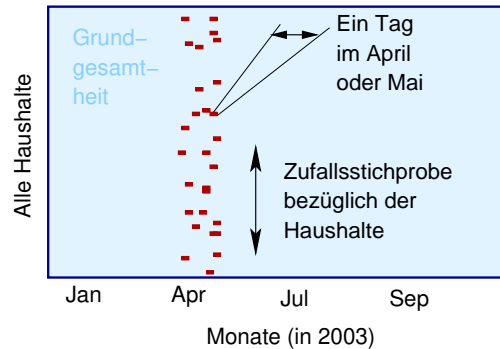 Grund−
gesamt−
heit
Ein Tag
im April
oder Mai
Zufallsstichprobe
bezüglich der
Haushalte
Alle Haushalte
Jan Apr Jul Sep
Monate (in 2003)